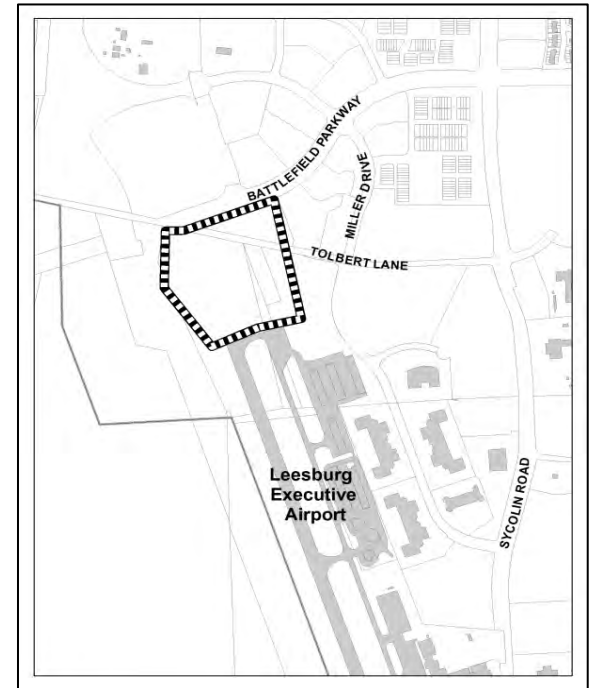 BATTLEFIELD PARKWAY
MILLER DRIVE
TOLBERT LANE
Leesburg
Executive
Airport
SYCOLIN ROAD